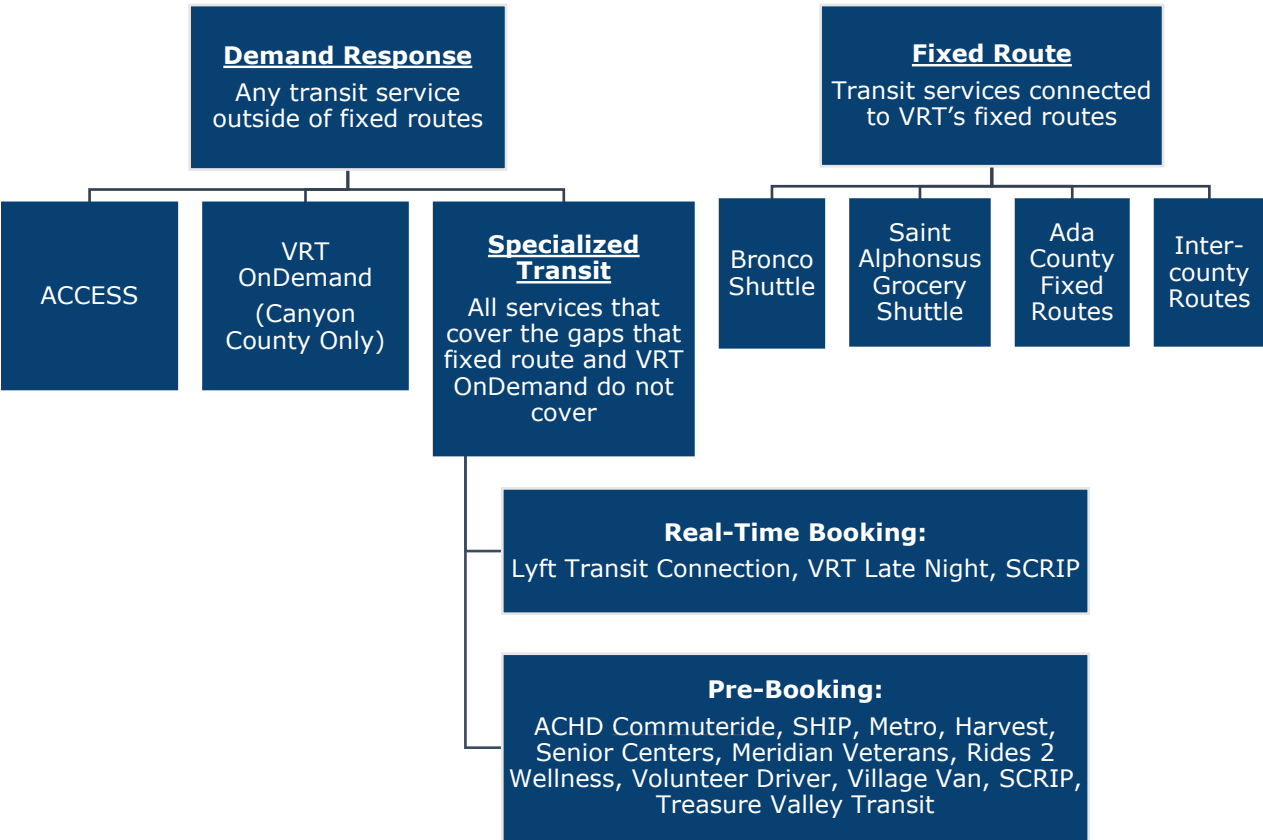 Demand Response
Any transit service
outside of fixed routes
Fixed Route
Transit services connected
to VRT's fixed routes
ACCESS
VRT
OnDemand
(Canyon
County Only)
Specialized
Transit
All services that
cover the gaps that
fixed route and VRT
OnDemand do not
cover
Bronco
Shuttle
Saint
Alphonsus
Grocery
Shuttle
Ada
County
Fixed
Routes
Inter-
county
Routes
Real-Time Booking:
Lyft Transit Connection, VRT Late Night, SCRIP
Pre-Booking:
ACHD Commuteride, SHIP, Metro, Harvest,
Senior Centers, Meridian Veterans, Rides 2
Wellness, Volunteer Driver, Village Van, SCRIP,
Treasure Valley Transit